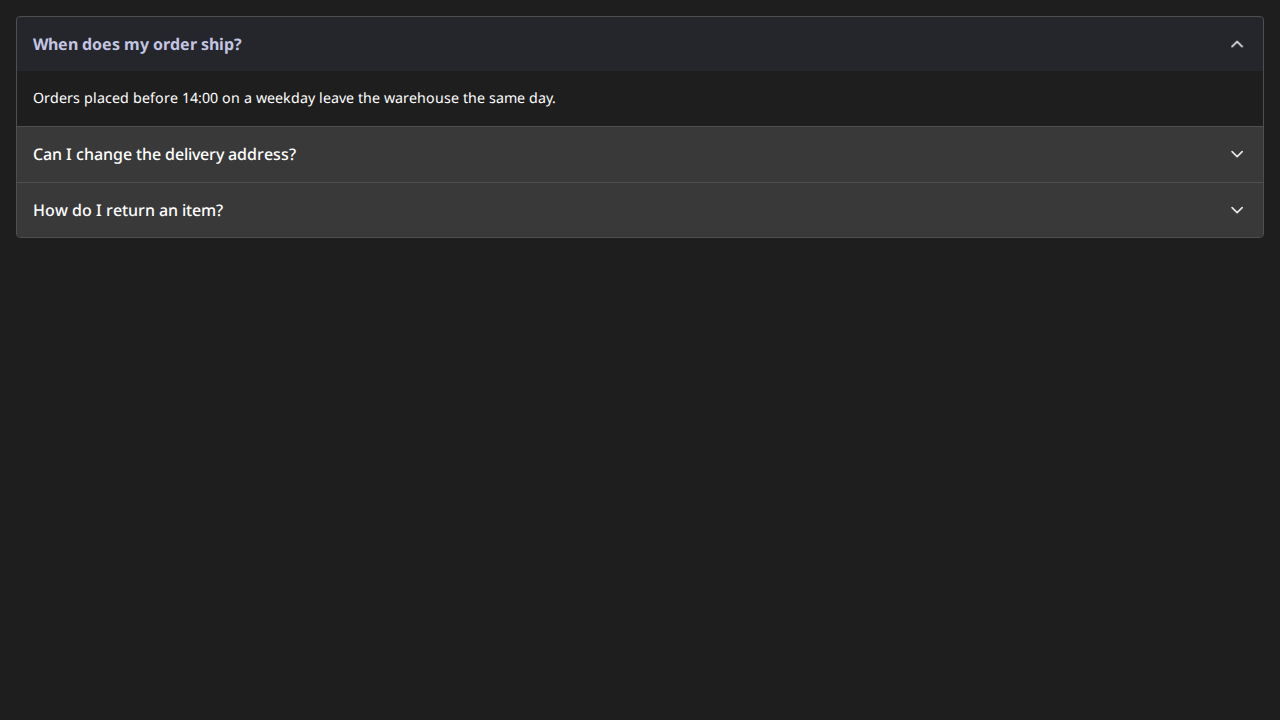 When does my order ship?
Orders placed before 14:00 on a weekday leave the warehouse the same day.
Can I change the delivery address?
How do I return an item?